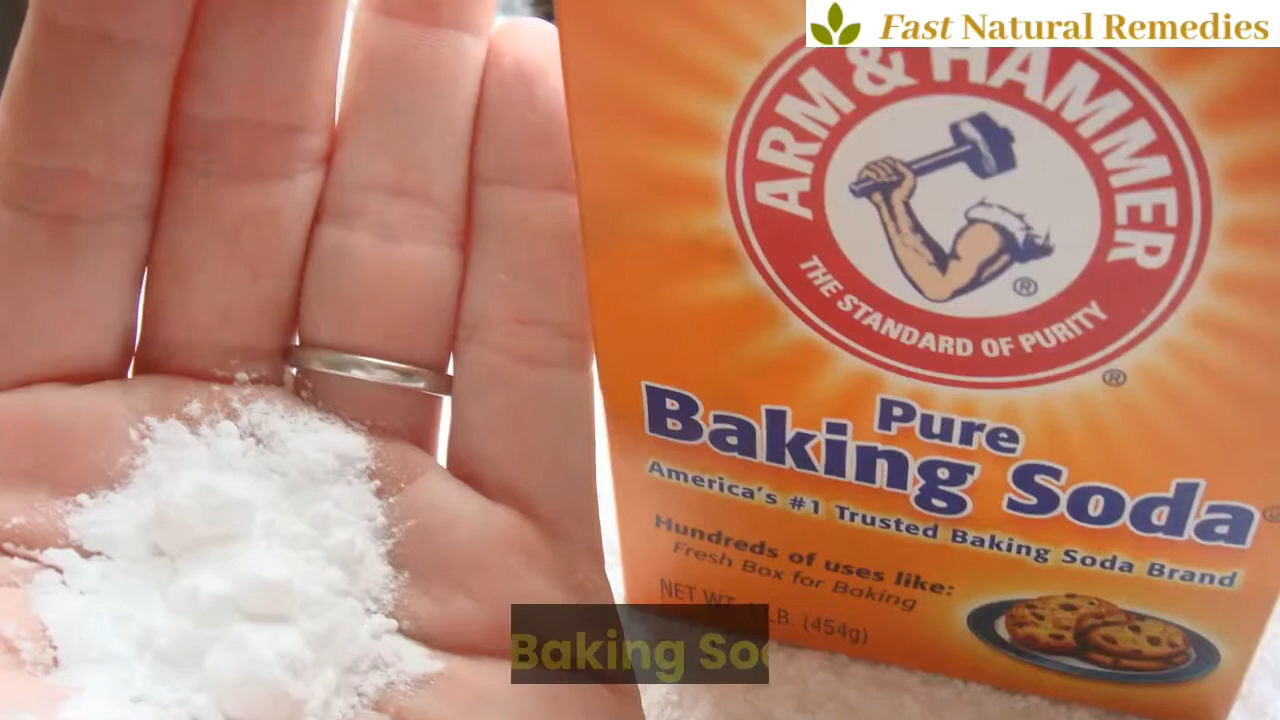 Fast Natural Remedies
ARM & HAMMER
THE STANDARD OF PURITY
®
®
Pure
Baking Soda
America's #1 Trusted Baking Soda Brand
Hundreds of uses like:
Fresh Box for Baking
NET WT. LB. (454g)
Baking So